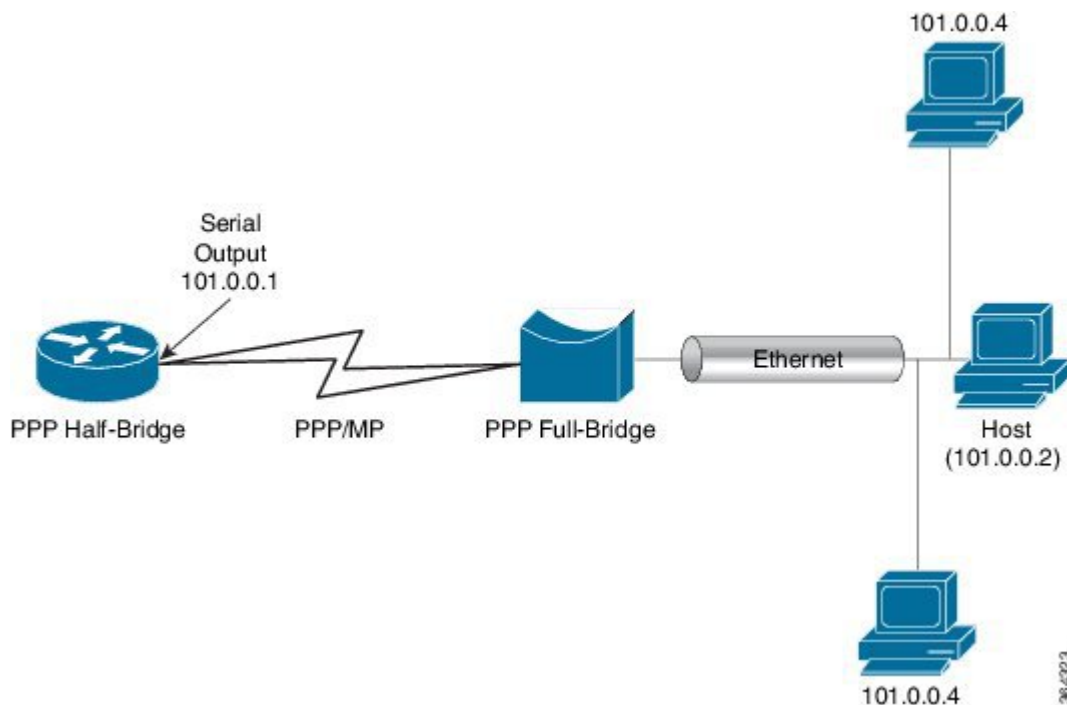 101.0.0.4
Serial
Output
101.0.0.1
Ethernet
PPP Half-Bridge
PPP/MP
PPP Full-Bridge
Host
(101.0.0.2)
101.0.0.4
364323